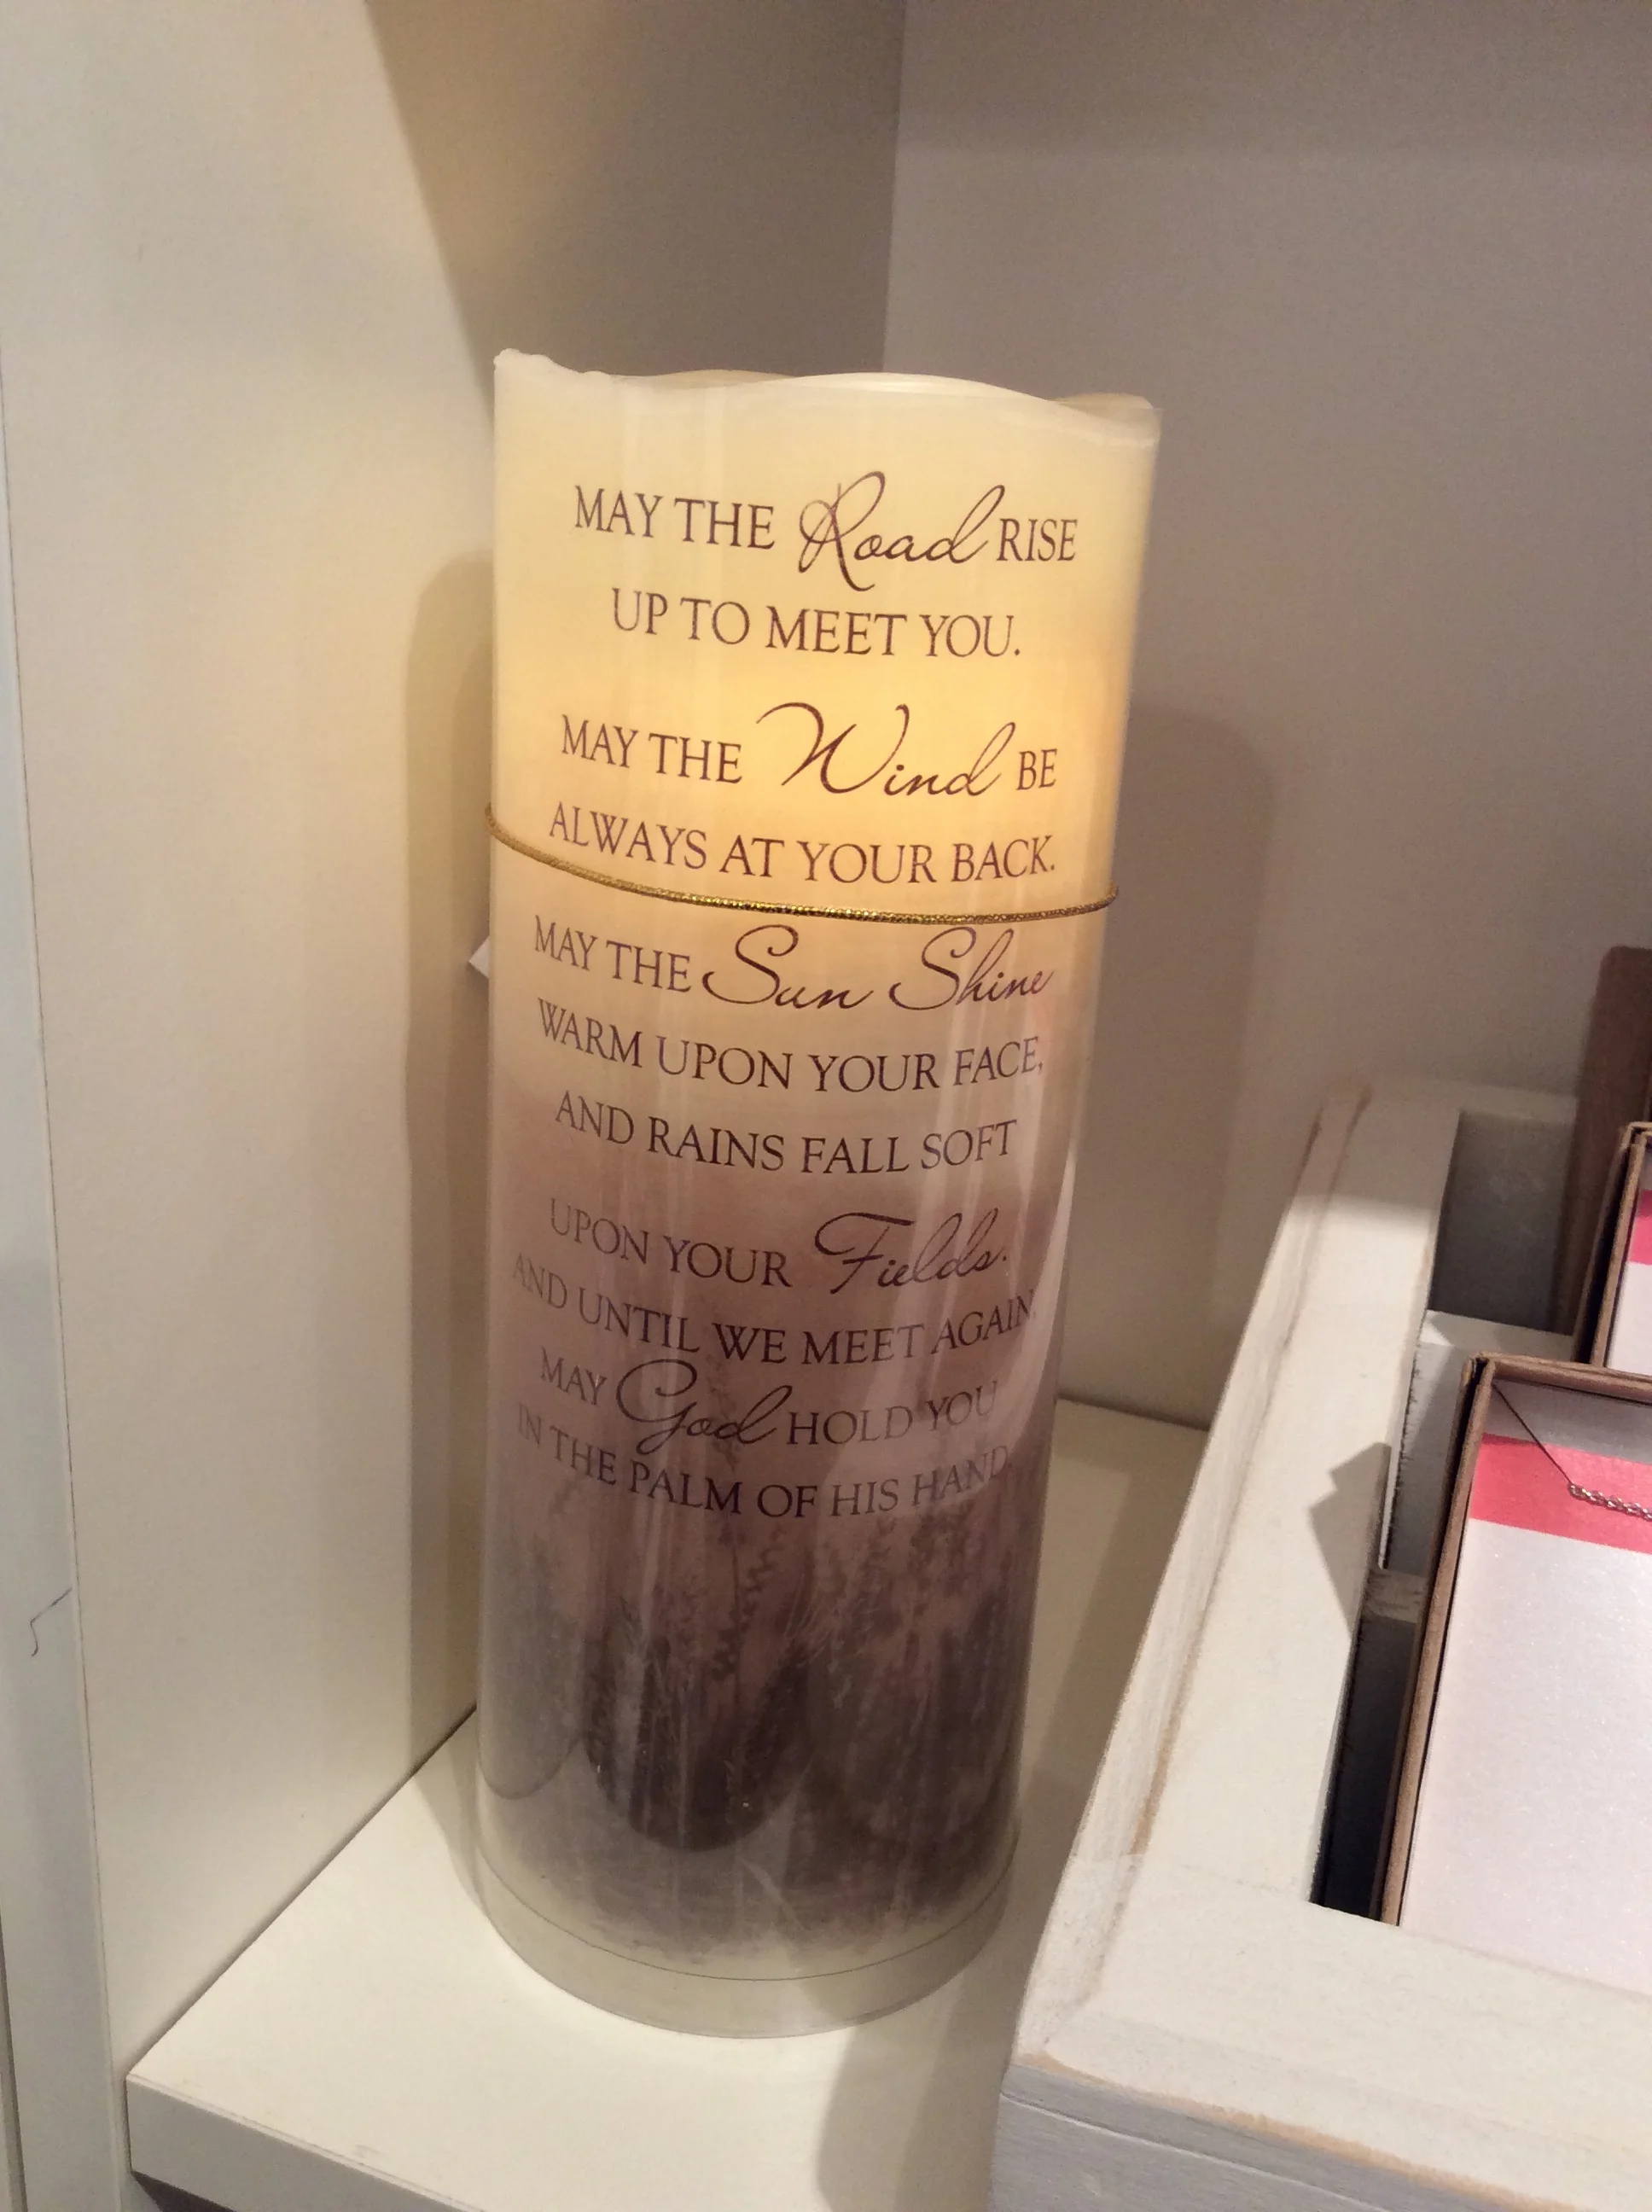 MAY THE Road RISE
UP TO MEET YOU.
MAY THE Wind BE
ALWAYS AT YOUR BACK.
MAY THE Sun Shine
WARM UPON YOUR FACE,
AND RAINS FALL SOFT
UPON YOUR Fields.
AND UNTIL WE MEET AGAIN,
MAY God HOLD YOU
IN THE PALM OF HIS HAND.